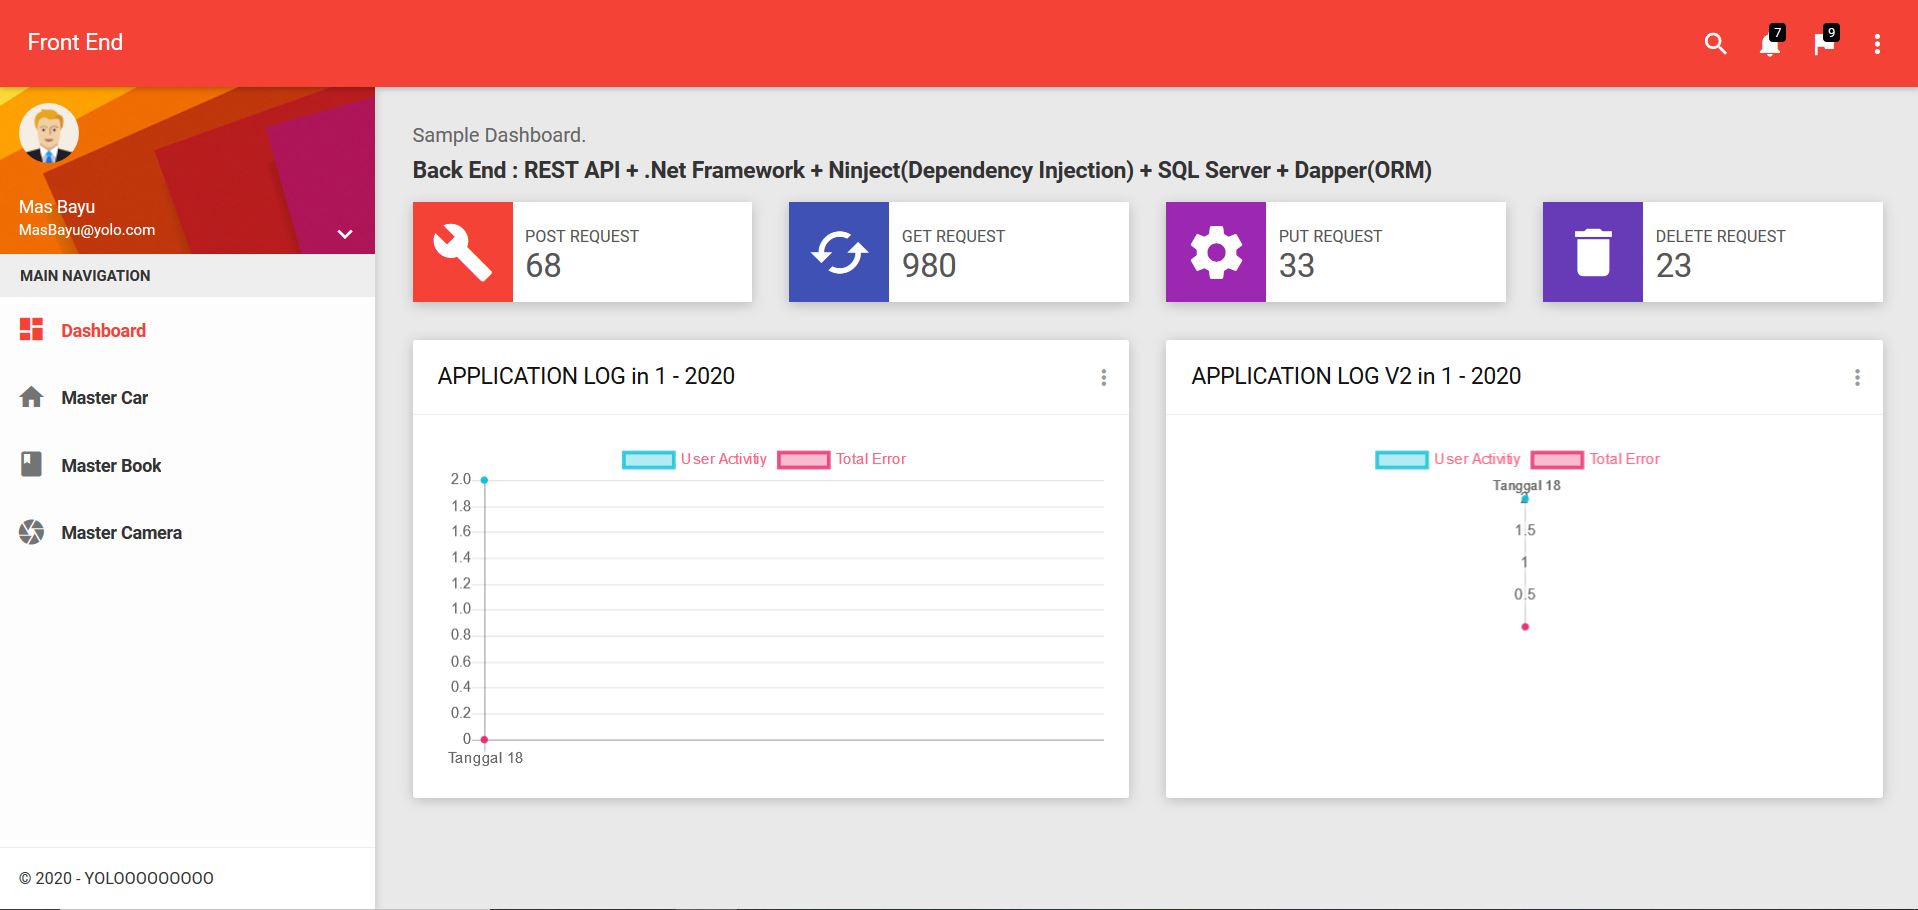 Front End
7
9
Mas Bayu
MasBayu@yolo.com
MAIN NAVIGATION
Dashboard
Master Car
Master Book
Master Camera
© 2020 - YOLOOOOOOOOO
Sample Dashboard.
Back End : REST API + .Net Framework + Ninject(Dependency Injection) + SQL Server + Dapper(ORM)
POST REQUEST
68
GET REQUEST
980
PUT REQUEST
33
DELETE REQUEST
23
APPLICATION LOG in 1 - 2020
User Activitiy Total Error
2.0
1.8
1.6
1.4
1.2
1.0
0.8
0.6
0.4
0.2
0
Tanggal 18
APPLICATION LOG V2 in 1 - 2020
User Activitiy Total Error
Tanggal 18
2
1.5
1
0.5